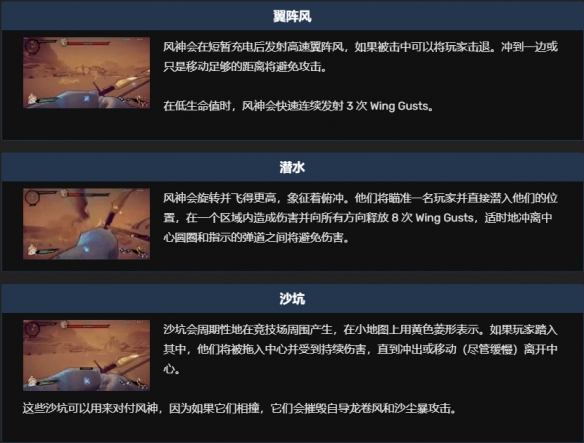 翼阵风
风神会在短暂充电后发射高速翼阵风，如果被击中可以将玩家击退。冲到一边或
只是移动足够的距离将避免攻击。
在低生命值时，风神会快速连续发射 3 次 Wing Gusts。
潜水
风神会旋转并飞得更高，象征着俯冲。他们将瞄准一名玩家并直接潜入他们的位
置，在一个区域内造成伤害并向所有方向释放 8 次 Wing Gusts，适时地冲离中
心圆圈和指示的弹道之间将避免伤害。
沙坑
沙坑会周期性地在竞技场周围产生，在小地图上用黄色菱形表示。如果玩家踏入
其中，他们将被拖入中心并受到持续伤害，直到冲出或移动（尽管缓慢）离开中
心。
这些沙坑可以用来对付风神，因为如果它们相撞，它们会摧毁自导龙卷风和沙尘暴攻击。